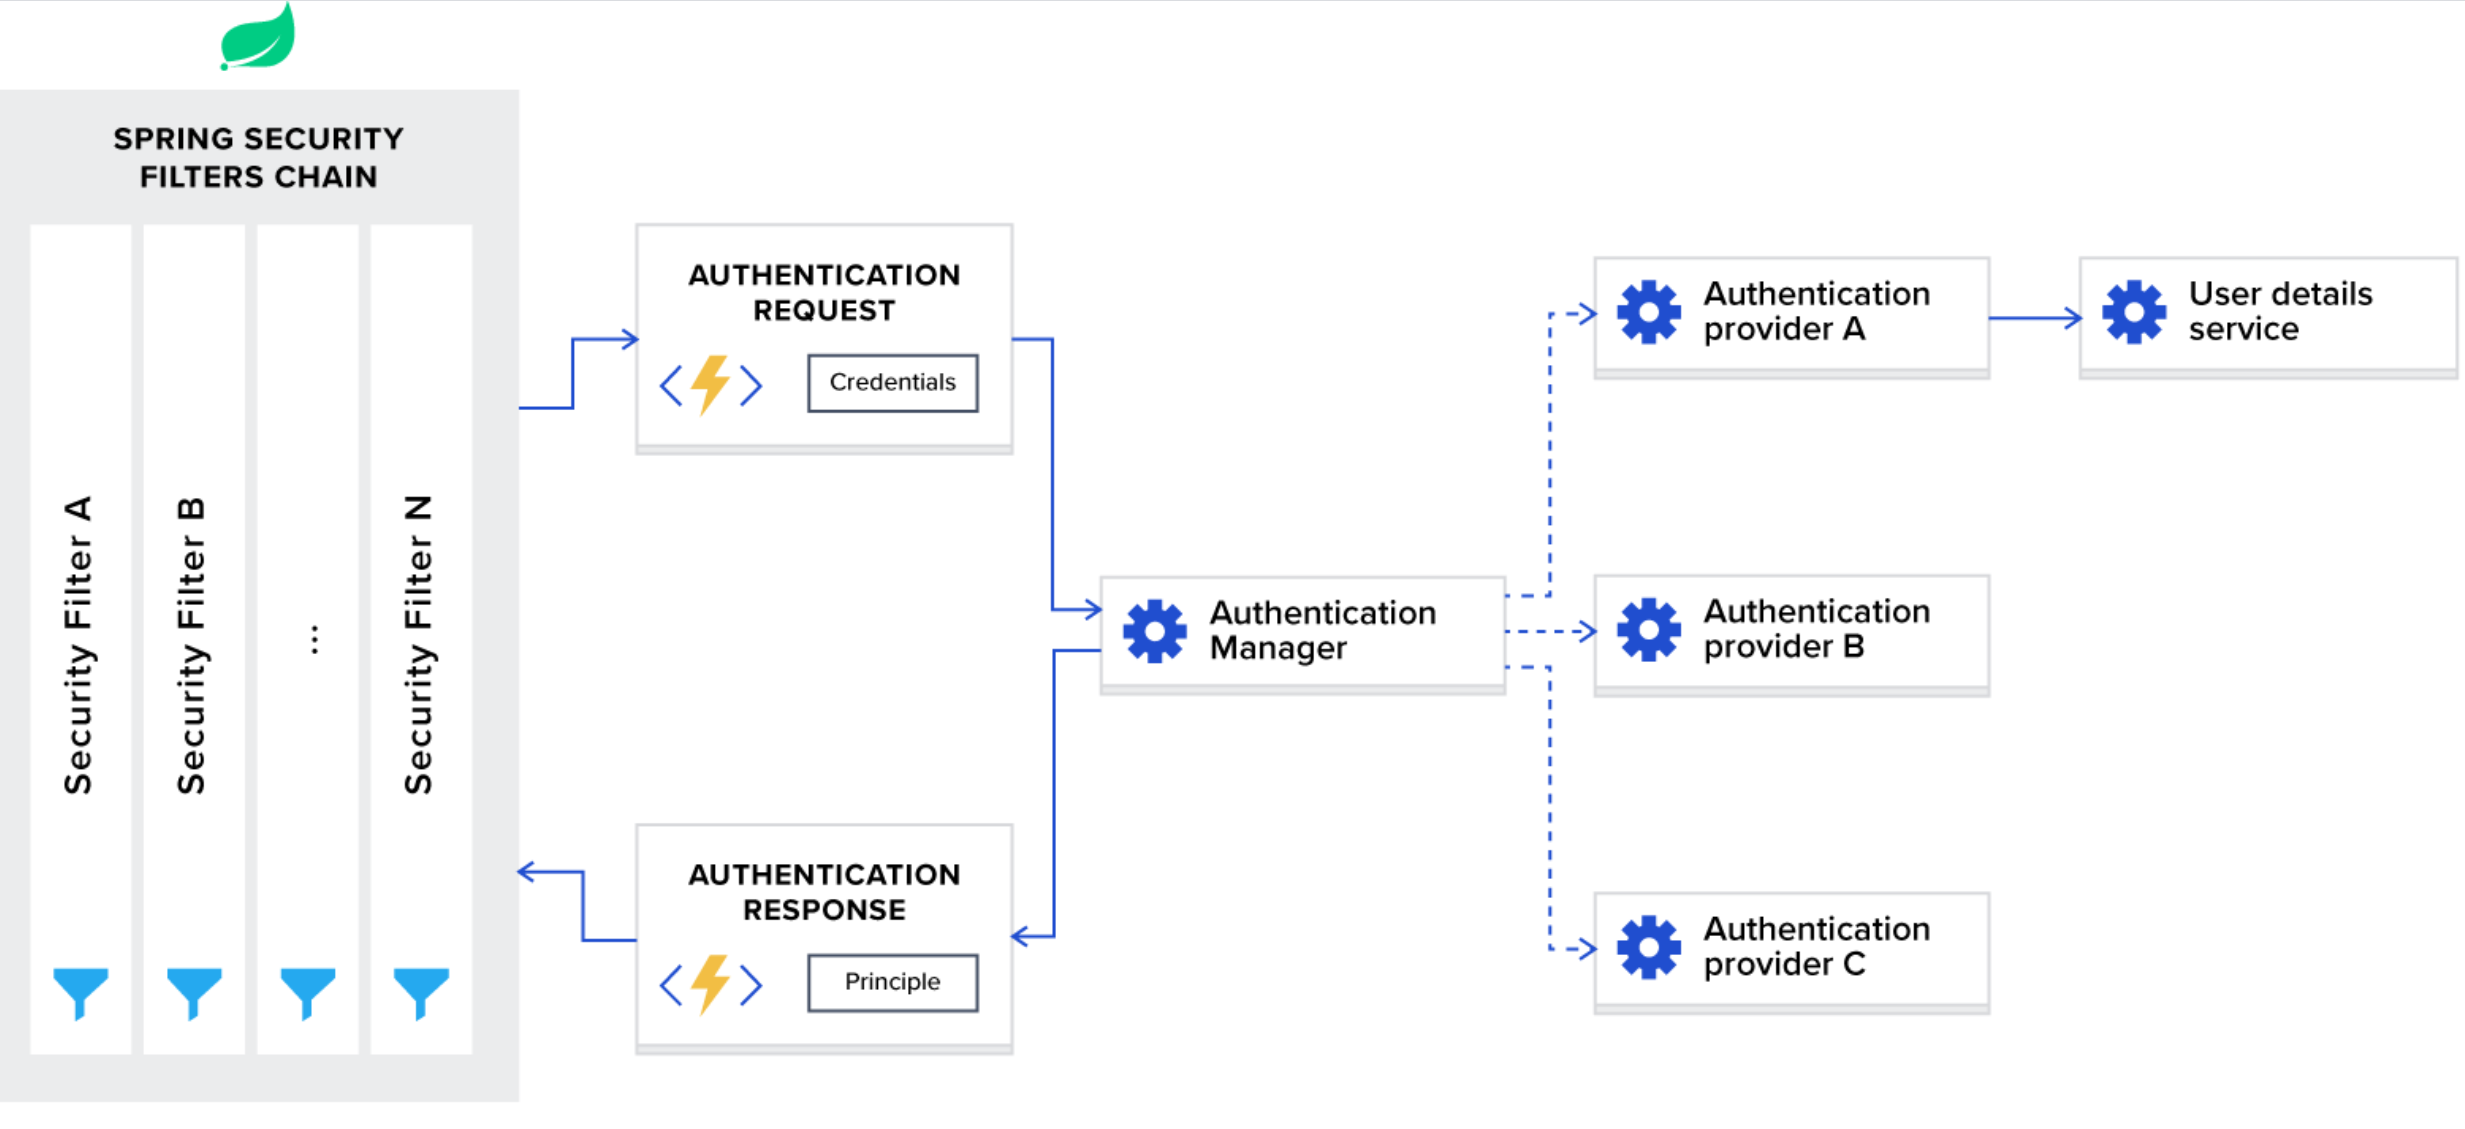 SPRING SECURITY
FILTERS CHAIN
Security Filter A
Security Filter B
...
Security Filter N
AUTHENTICATION
REQUEST
Credentials
AUTHENTICATION
RESPONSE
Principle
Authentication
Manager
Authentication
provider A
User details
service
Authentication
provider B
Authentication
provider C